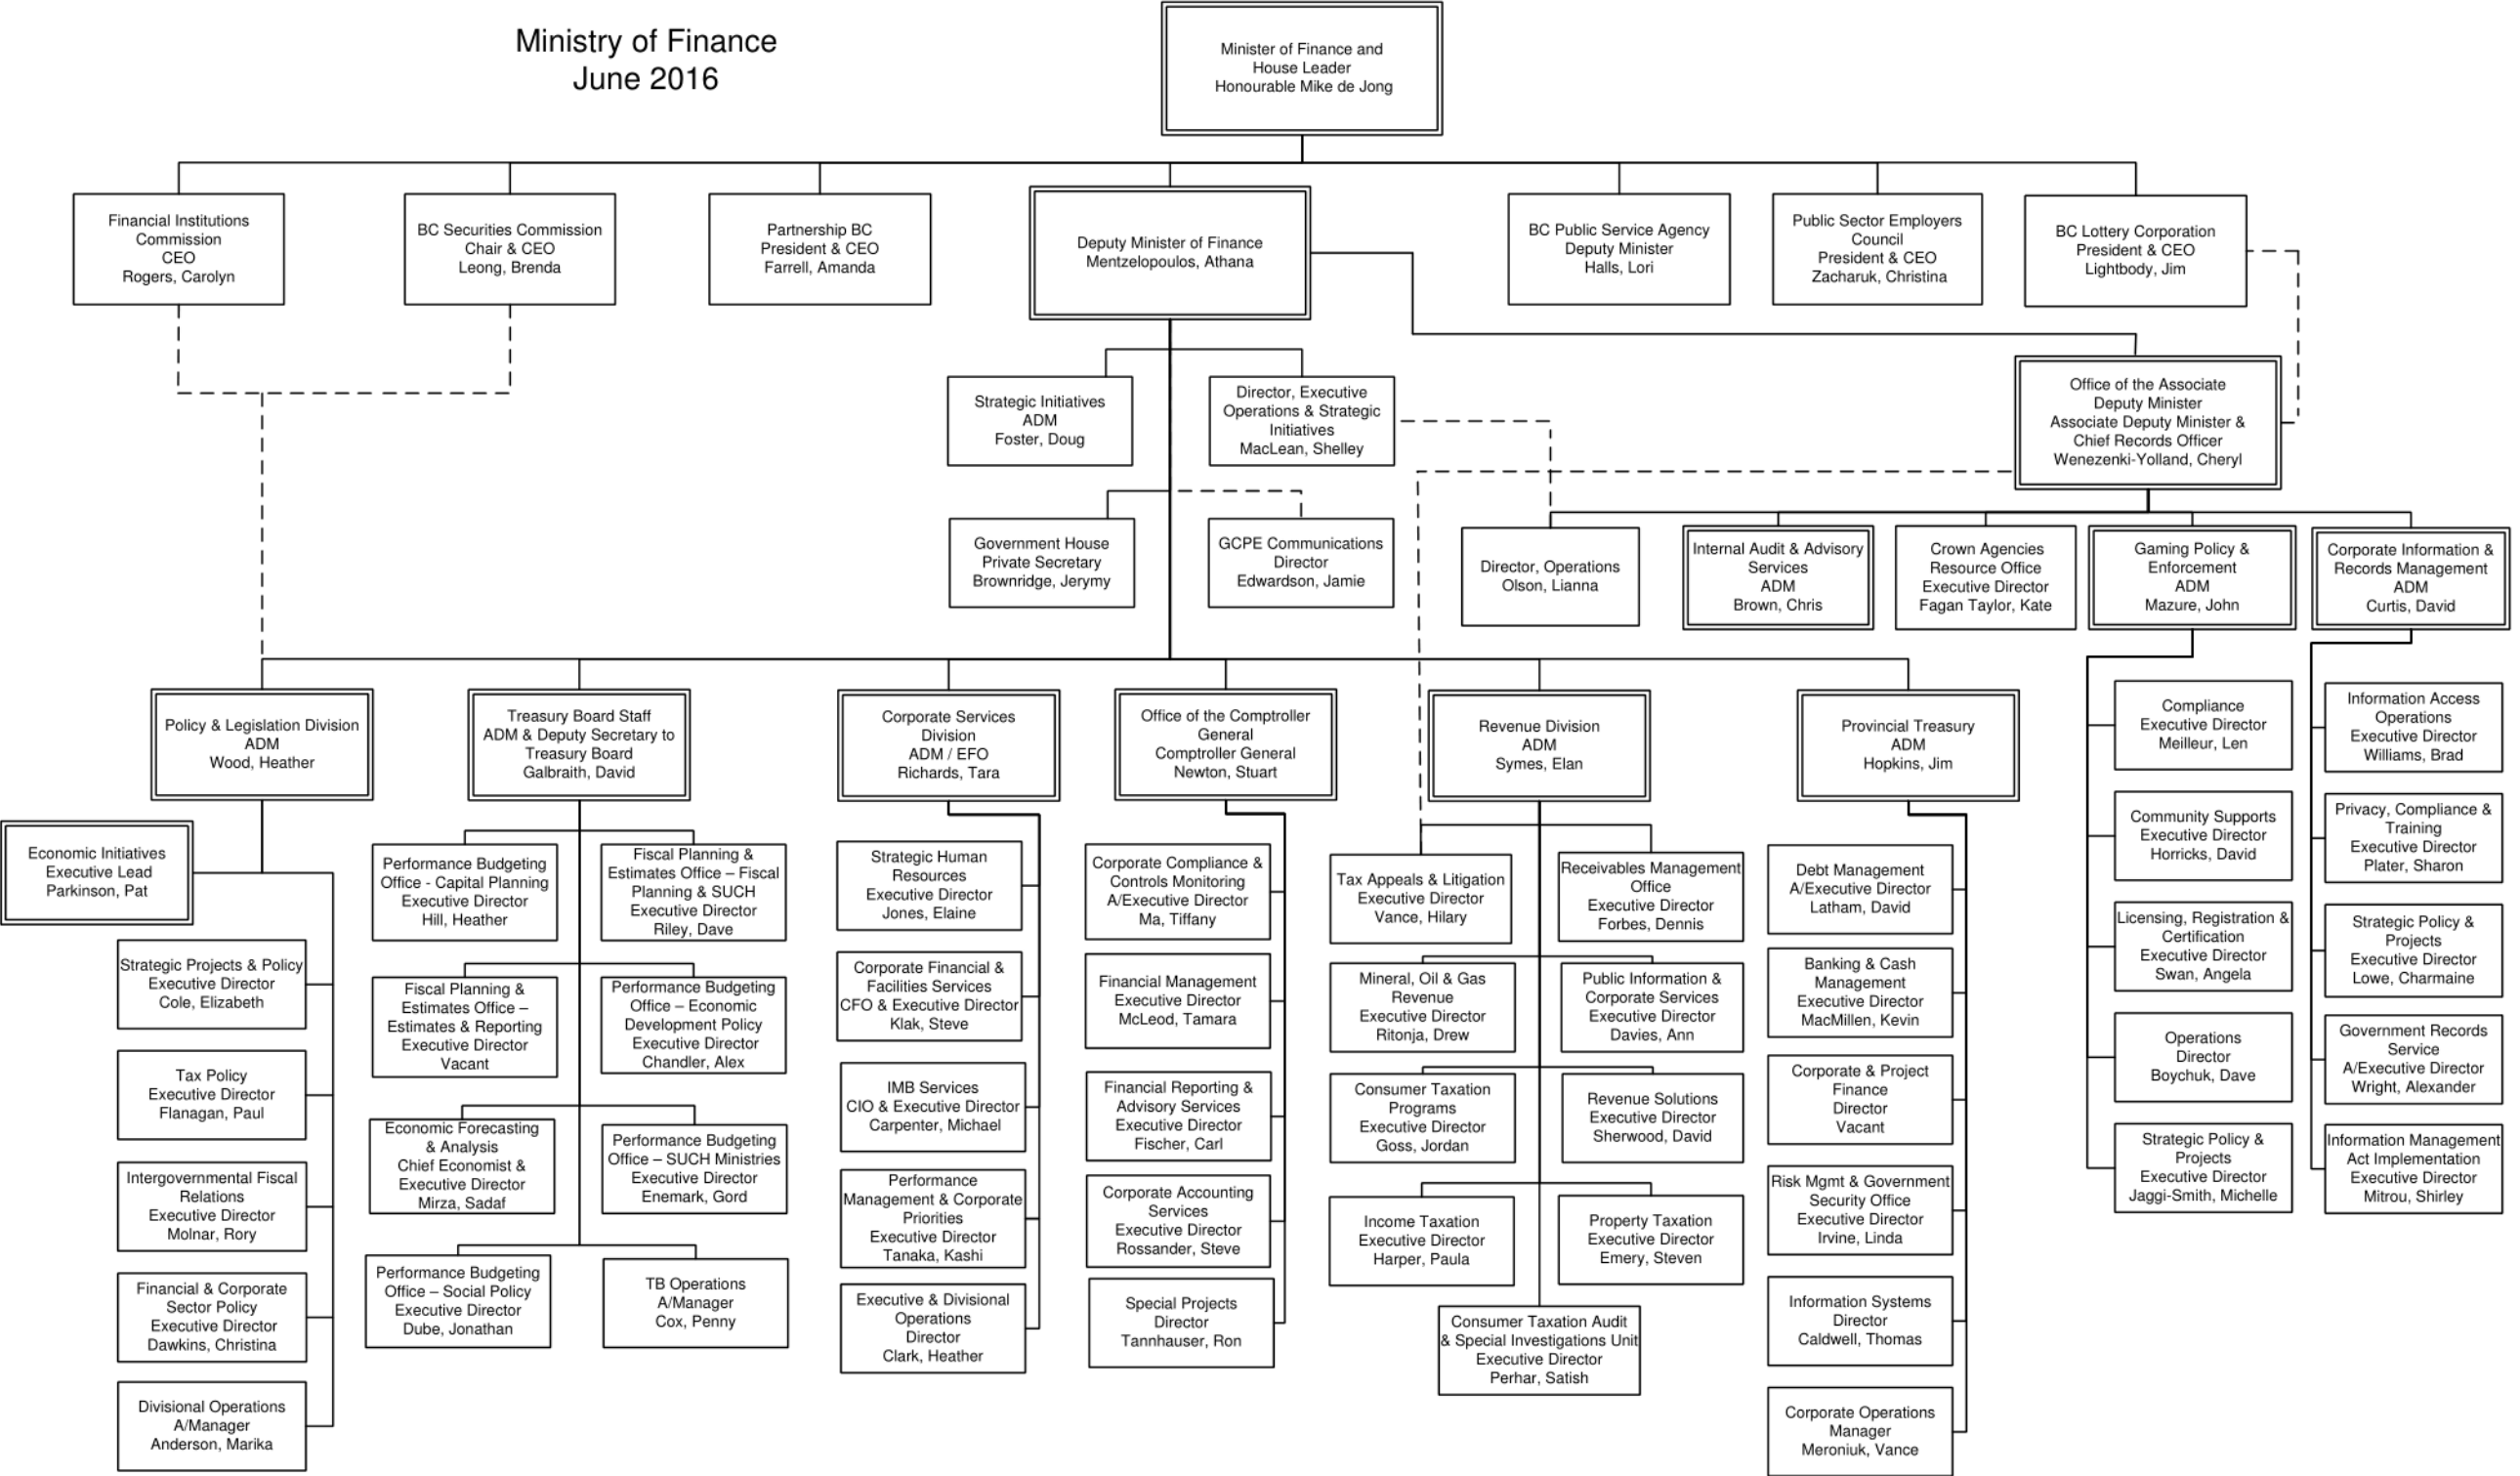 Ministry of Finance
June 2016
Minister of Finance and
House Leader
Honourable Mike de Jong
Financial Institutions
Commission
CEO
Rogers, Carolyn
BC Securities Commission
Chair & CEO
Leong, Brenda
Partnership BC
President & CEO
Farrell, Amanda
Deputy Minister of Finance
Mentzelopoulos, Athana
BC Public Service Agency
Deputy Minister
Halls, Lori
Public Sector Employers
Council
President & CEO
Zacharuk, Christina
BC Lottery Corporation
President & CEO
Lightbody, Jim
Strategic Initiatives
ADM
Foster, Doug
Director, Executive
Operations & Strategic
Initiatives
MacLean, Shelley
Office of the Associate
Deputy Minister
Associate Deputy Minister &
Chief Records Officer
Wenezenki-Yolland, Cheryl
Government House
Private Secretary
Brownridge, Jerymy
GCPE Communications
Director
Edwardson, Jamie
Director, Operations
Olson, Lianna
Internal Audit & Advisory
Services
ADM
Brown, Chris
Crown Agencies
Resource Office
Executive Director
Fagan Taylor, Kate
Gaming Policy &
Enforcement
ADM
Mazure, John
Corporate Information &
Records Management
ADM
Curtis, David
Policy & Legislation Division
ADM
Wood, Heather
Treasury Board Staff
ADM & Deputy Secretary to
Treasury Board
Galbraith, David
Corporate Services
Division
ADM / EFO
Richards, Tara
Office of the Comptroller
General
Comptroller General
Newton, Stuart
Revenue Division
ADM
Symes, Elan
Provincial Treasury
ADM
Hopkins, Jim
Economic Initiatives
Executive Lead
Parkinson, Pat
Strategic Projects & Policy
Executive Director
Cole, Elizabeth
Tax Policy
Executive Director
Flanagan, Paul
Intergovernmental Fiscal
Relations
Executive Director
Molnar, Rory
Financial & Corporate
Sector Policy
Executive Director
Dawkins, Christina
Divisional Operations
A/Manager
Anderson, Marika
Performance Budgeting
Office - Capital Planning
Executive Director
Hill, Heather
Fiscal Planning &
Estimates Office – Fiscal
Planning & SUCH
Executive Director
Riley, Dave
Fiscal Planning &
Estimates Office –
Estimates & Reporting
Executive Director
Vacant
Performance Budgeting
Office – Economic
Development Policy
Executive Director
Chandler, Alex
Economic Forecasting
& Analysis
Chief Economist &
Executive Director
Mirza, Sadaf
Performance Budgeting
Office – SUCH Ministries
Executive Director
Enemark, Gord
Performance Budgeting
Office – Social Policy
Executive Director
Dube, Jonathan
TB Operations
A/Manager
Cox, Penny
Strategic Human
Resources
Executive Director
Jones, Elaine
Corporate Financial &
Facilities Services
CFO & Executive Director
Klak, Steve
IMB Services
CIO & Executive Director
Carpenter, Michael
Performance
Management & Corporate
Priorities
Executive Director
Tanaka, Kashi
Executive & Divisional
Operations
Director
Clark, Heather
Corporate Compliance &
Controls Monitoring
A/Executive Director
Ma, Tiffany
Financial Management
Executive Director
McLeod, Tamara
Financial Reporting &
Advisory Services
Executive Director
Fischer, Carl
Corporate Accounting
Services
Executive Director
Rossander, Steve
Special Projects
Director
Tannhauser, Ron
Tax Appeals & Litigation
Executive Director
Vance, Hilary
Receivables Management
Office
Executive Director
Forbes, Dennis
Mineral, Oil & Gas
Revenue
Executive Director
Ritonja, Drew
Public Information &
Corporate Services
Executive Director
Davies, Ann
Consumer Taxation
Programs
Executive Director
Goss, Jordan
Revenue Solutions
Executive Director
Sherwood, David
Income Taxation
Executive Director
Harper, Paula
Property Taxation
Executive Director
Emery, Steven
Consumer Taxation Audit
& Special Investigations Unit
Executive Director
Perhar, Satish
Debt Management
A/Executive Director
Latham, David
Banking & Cash
Management
Executive Director
MacMillen, Kevin
Corporate & Project
Finance
Director
Vacant
Risk Mgmt & Government
Security Office
Executive Director
Irvine, Linda
Information Systems
Director
Caldwell, Thomas
Corporate Operations
Manager
Meroniuk, Vance
Compliance
Executive Director
Meilleur, Len
Community Supports
Executive Director
Horricks, David
Licensing, Registration &
Certification
Executive Director
Swan, Angela
Operations
Director
Boychuk, Dave
Strategic Policy &
Projects
Executive Director
Jaggi-Smith, Michelle
Information Access
Operations
Executive Director
Williams, Brad
Privacy, Compliance &
Training
Executive Director
Plater, Sharon
Strategic Policy &
Projects
Executive Director
Lowe, Charmaine
Government Records
Service
A/Executive Director
Wright, Alexander
Information Management
Act Implementation
Executive Director
Mitrou, Shirley